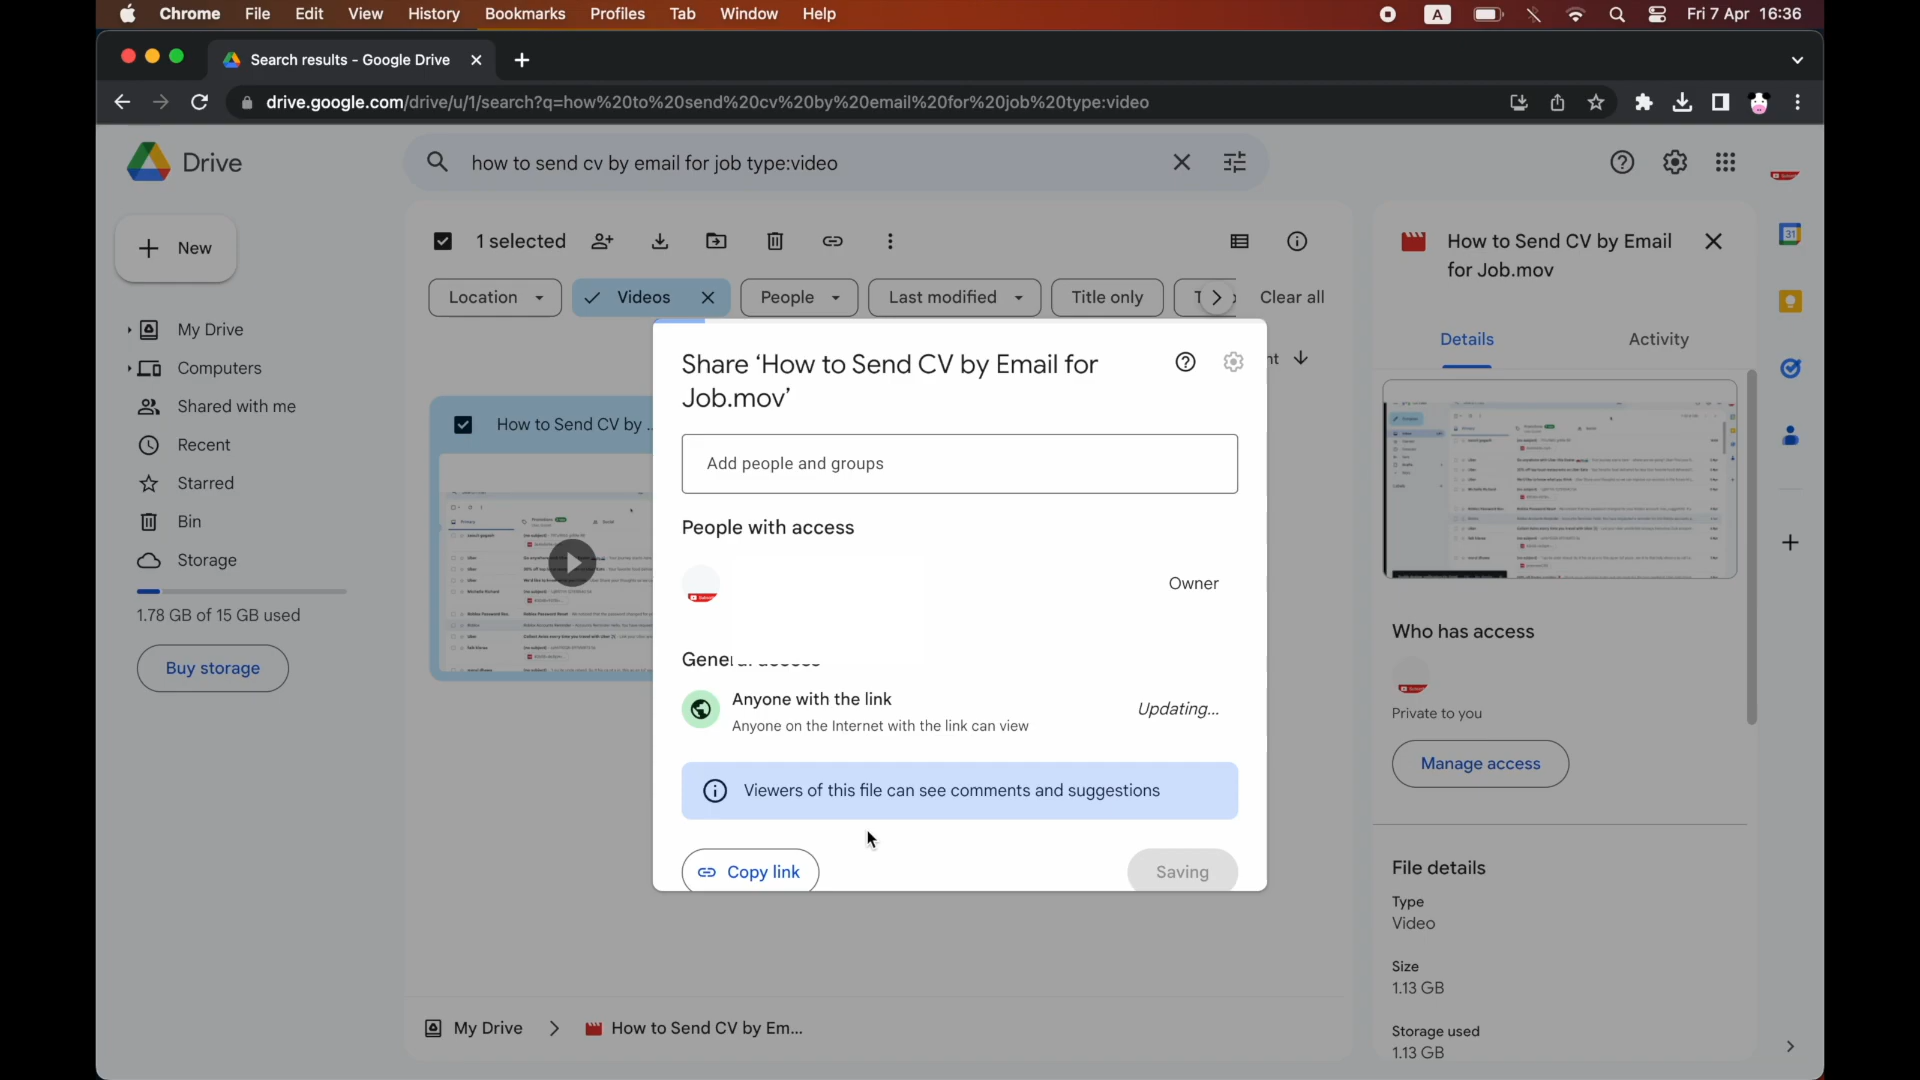 Chrome File Edit View History Bookmarks Profiles Tab Window Help A Fri 7 Apr 16:36
Search results - Google Drive
drive.google.com/drive/u/1/search?q=how%20to%20send%20cv%20by%20email%20for%20job%20type:video
Drive
how to send cv by email for job type:video
New
1 selected
Location Videos People Last modified Title only Clear all
My Drive
Computers
Shared with me
Recent
Starred
Bin
Storage
1.78 GB of 15 GB used
Buy storage
How to Send CV by ...
Share ‘How to Send CV by Email for
Job.mov’
Add people and groups
People with access
Owner
Anyone with the link
Anyone on the Internet with the link can view
Updating...
Viewers of this file can see comments and suggestions
Copy link
Saving
My Drive
How to Send CV by Em...
How to Send CV by Email
for Job.mov
Details Activity
Who has access
Private to you
Manage access
File details
Type
Video
Size
1.13 GB
Storage used
1.13 GB
31